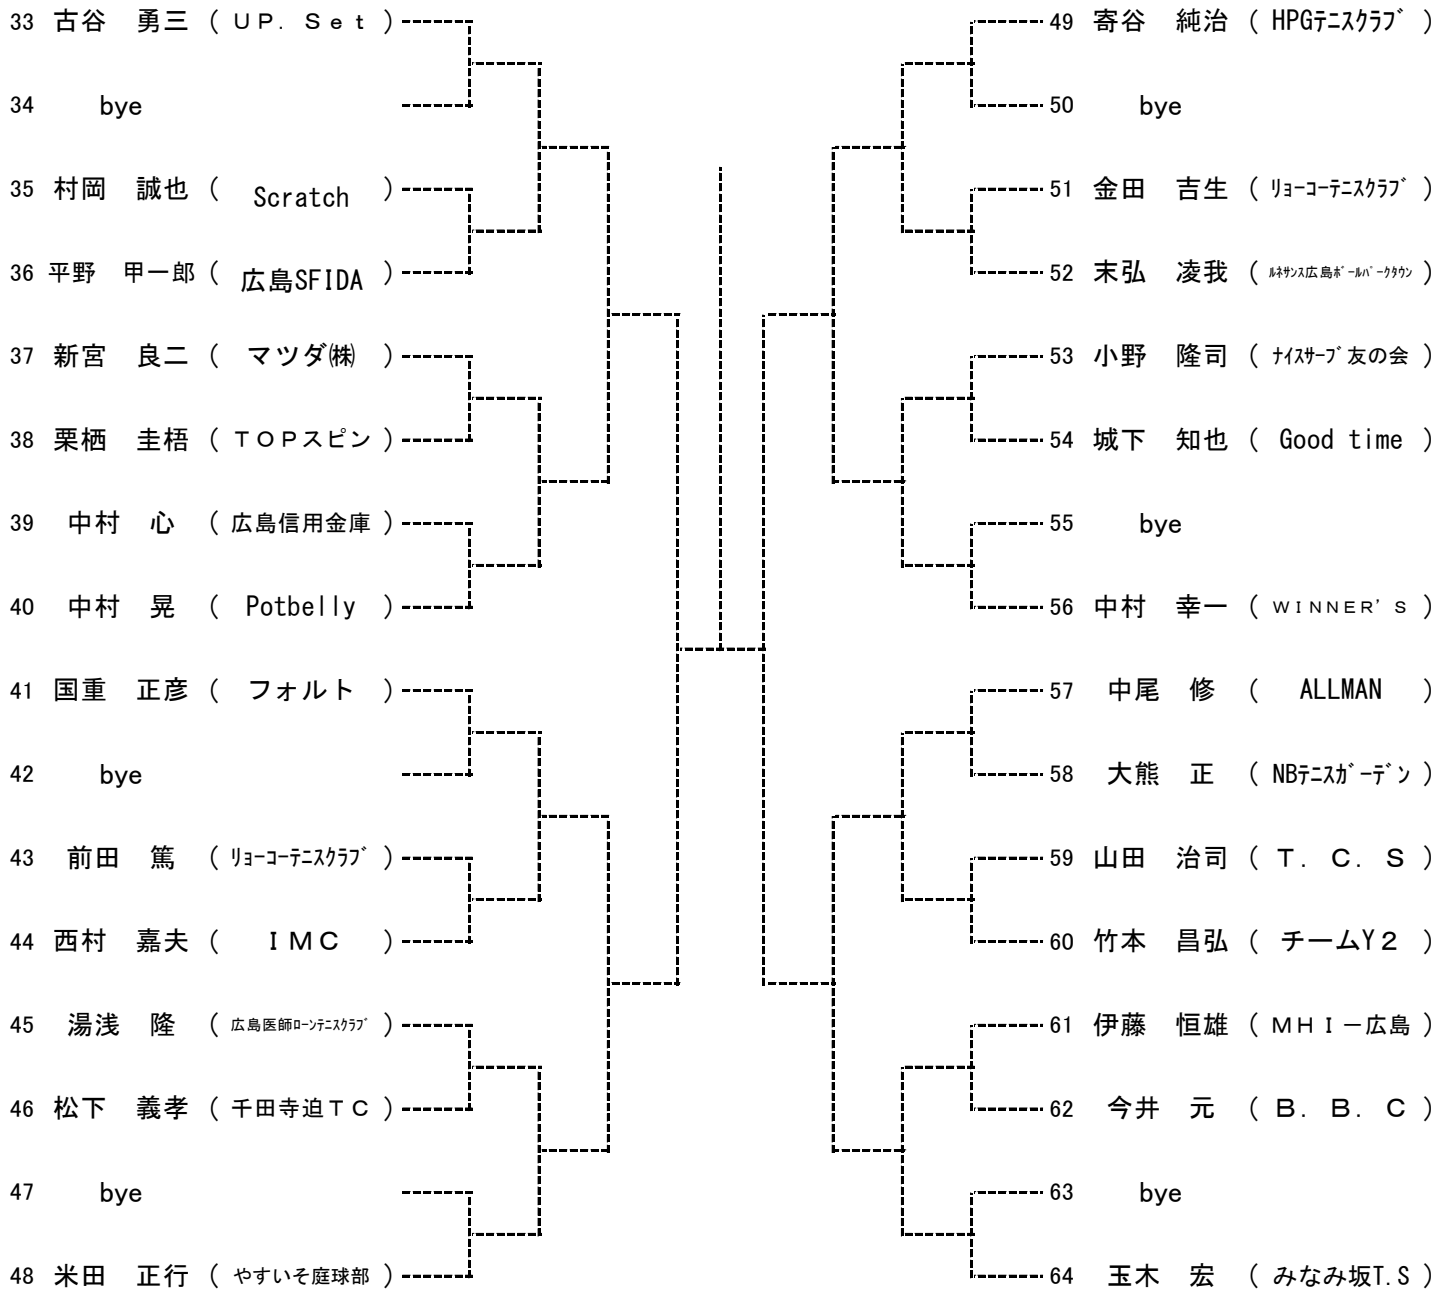 33 古谷 勇三 ( UP. Set )
34 bye
35 村岡 誠也 ( Scratch )
36 平野 甲一郎 ( 広島SFIDA )
37 新宮 良二 ( マツダ㈱ )
38 栗栖 圭梧 ( TOPスピン )
39 中村 心 ( 広島信用金庫 )
40 中村 晃 ( Potbelly )
41 国重 正彦 ( フォルト )
42 bye
43 前田 篤 ( ﾘｮｰｺｰﾃﾆｽｸﾗﾌﾞ )
44 西村 嘉夫 ( IMC )
45 湯浅 隆 ( 広島医師ﾛｰﾝﾃﾆｽｸﾗﾌﾞ )
46 松下 義孝 ( 千田寺迫TC )
47 bye
48 米田 正行 ( やすいそ庭球部 )
49 寄谷 純治 ( HPGﾃﾆｽｸﾗﾌﾞ )
50 bye
51 金田 吉生 ( ﾘｮｰｺｰﾃﾆｽｸﾗﾌﾞ )
52 末弘 凌我 ( ﾙﾈｻﾝｽ広島ﾎﾞｰﾙﾊﾟｰｸﾀｳﾝ )
53 小野 隆司 ( ﾅｲｽｻｰﾌﾞ友の会 )
54 城下 知也 ( Good time )
55 bye
56 中村 幸一 ( WINNER'S )
57 中尾 修 ( ALLMAN )
58 大熊 正 ( NBﾃﾆｽｶﾞｰﾃﾞﾝ )
59 山田 治司 ( T. C. S )
60 竹本 昌弘 ( チームY2 )
61 伊藤 恒雄 ( MHI－広島 )
62 今井 元 ( B. B. C )
63 bye
64 玉木 宏 ( みなみ坂T.S )